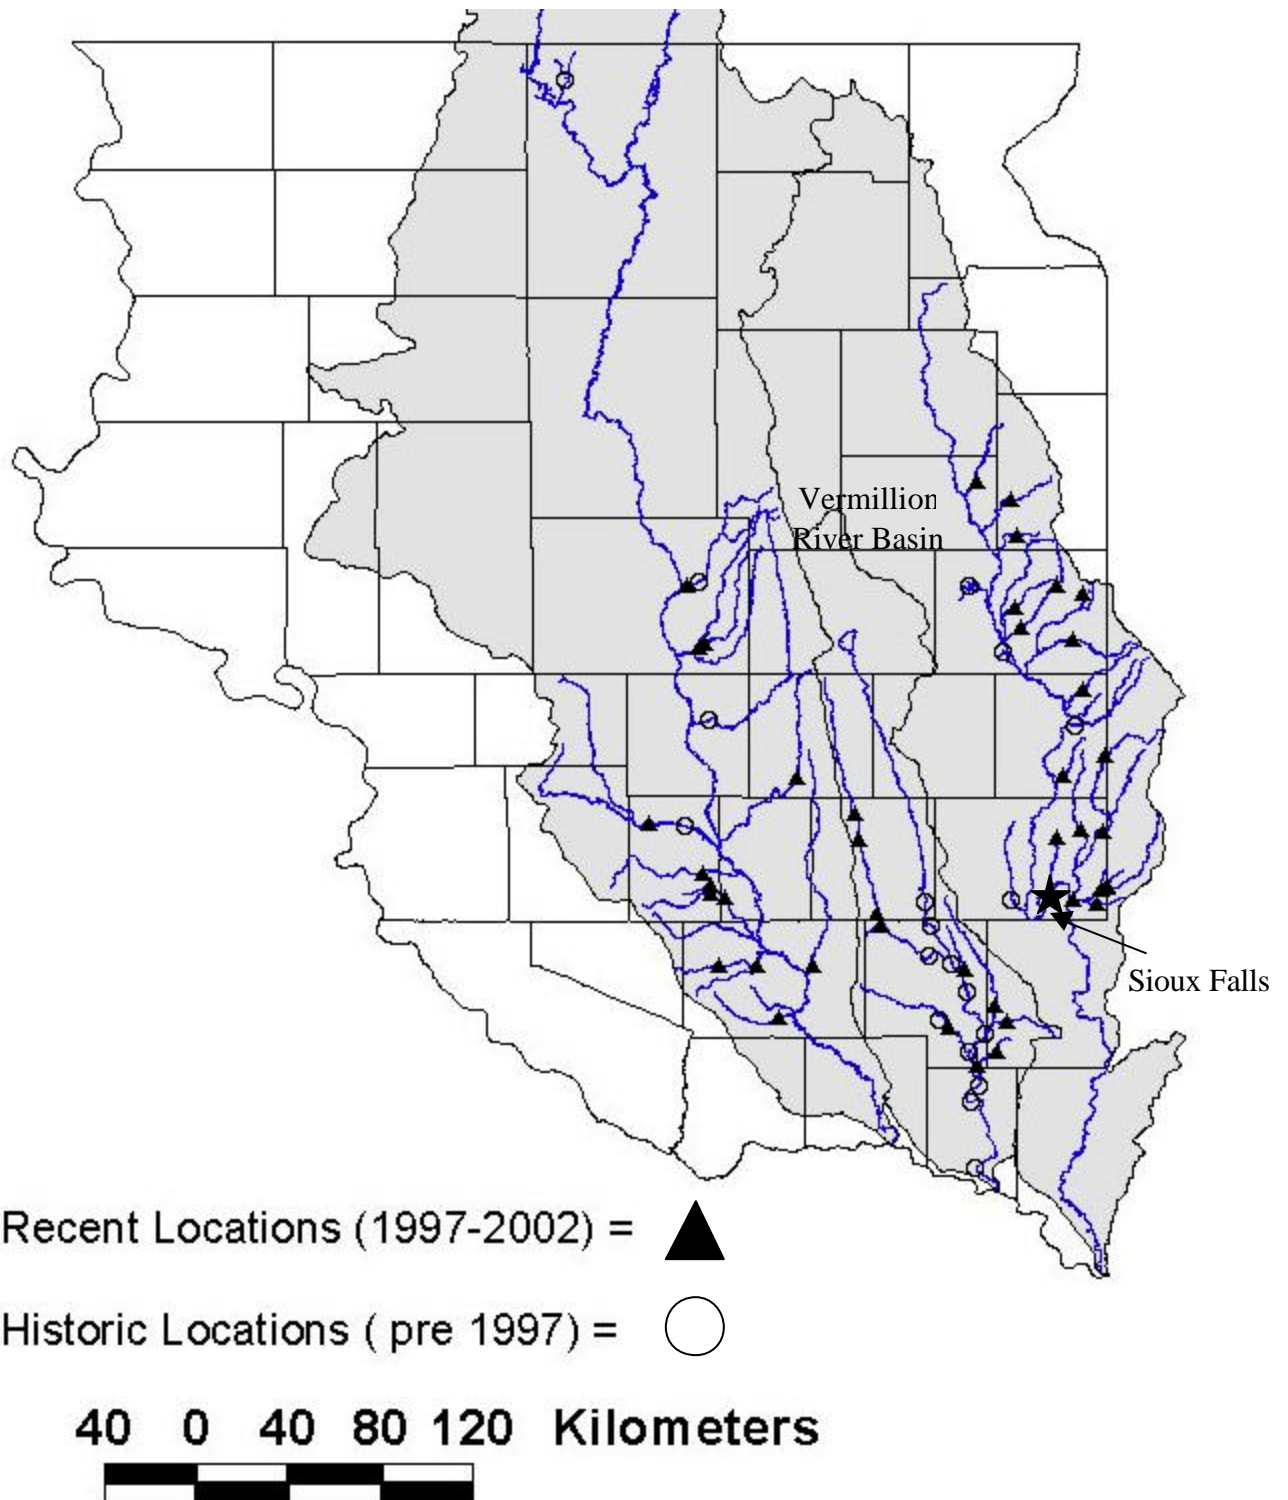 Vermillion
River Basin
Sioux Falls
Recent Locations (1997-2002) =
Historic Locations ( pre 1997) =
40 0 40 80 120 Kilometers